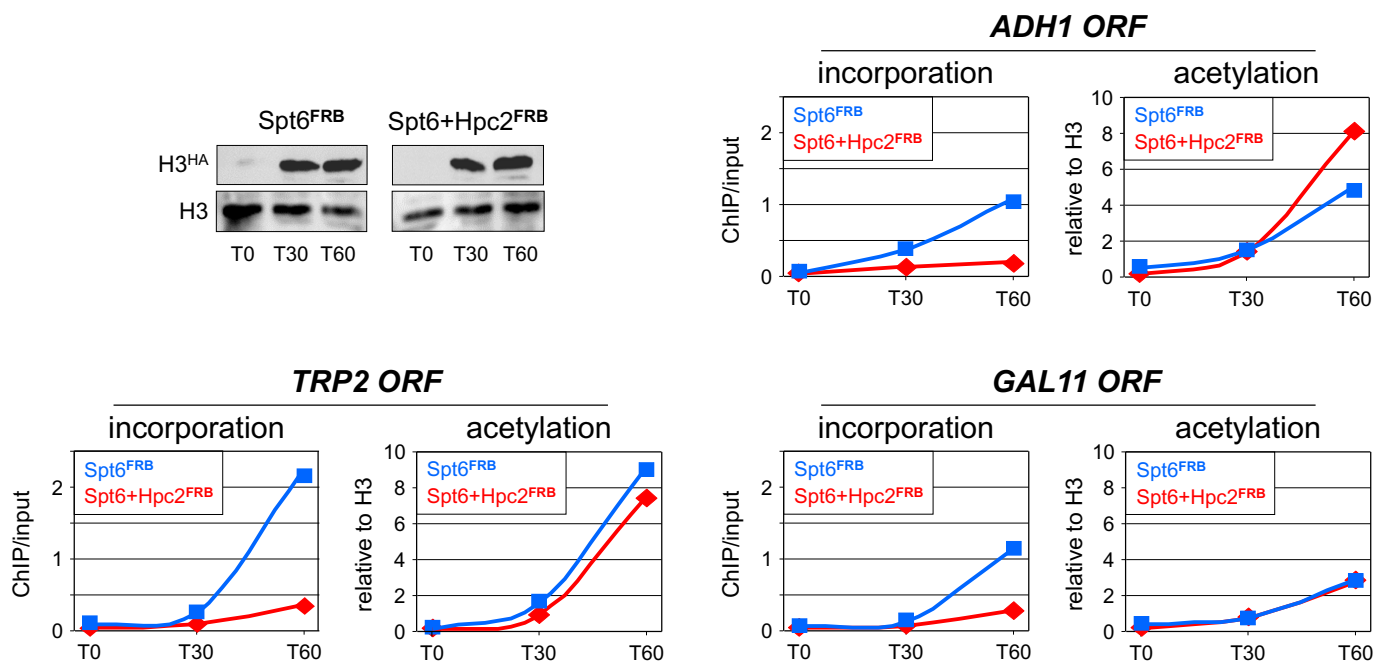 Spt6FRB
Spt6+Hpc2FRB
H3HA
H3
T0 T30 T60
T0 T30 T60
ADH1 ORF
incorporation
Spt6FRB
Spt6+Hpc2FRB
ChIP/input
2
1
0
T0 T30 T60
acetylation
Spt6FRB
Spt6+Hpc2FRB
relative to H3
10
8
6
4
2
0
T0 T30 T60
TRP2 ORF
incorporation
Spt6FRB
Spt6+Hpc2FRB
ChIP/input
2
1
0
T0 T30 T60
acetylation
Spt6FRB
Spt6+Hpc2FRB
relative to H3
10
8
6
4
2
0
T0 T30 T60
GAL11 ORF
incorporation
Spt6FRB
Spt6+Hpc2FRB
ChIP/input
2
1
0
T0 T30 T60
acetylation
Spt6FRB
Spt6+Hpc2FRB
relative to H3
10
8
6
4
2
0
T0 T30 T60